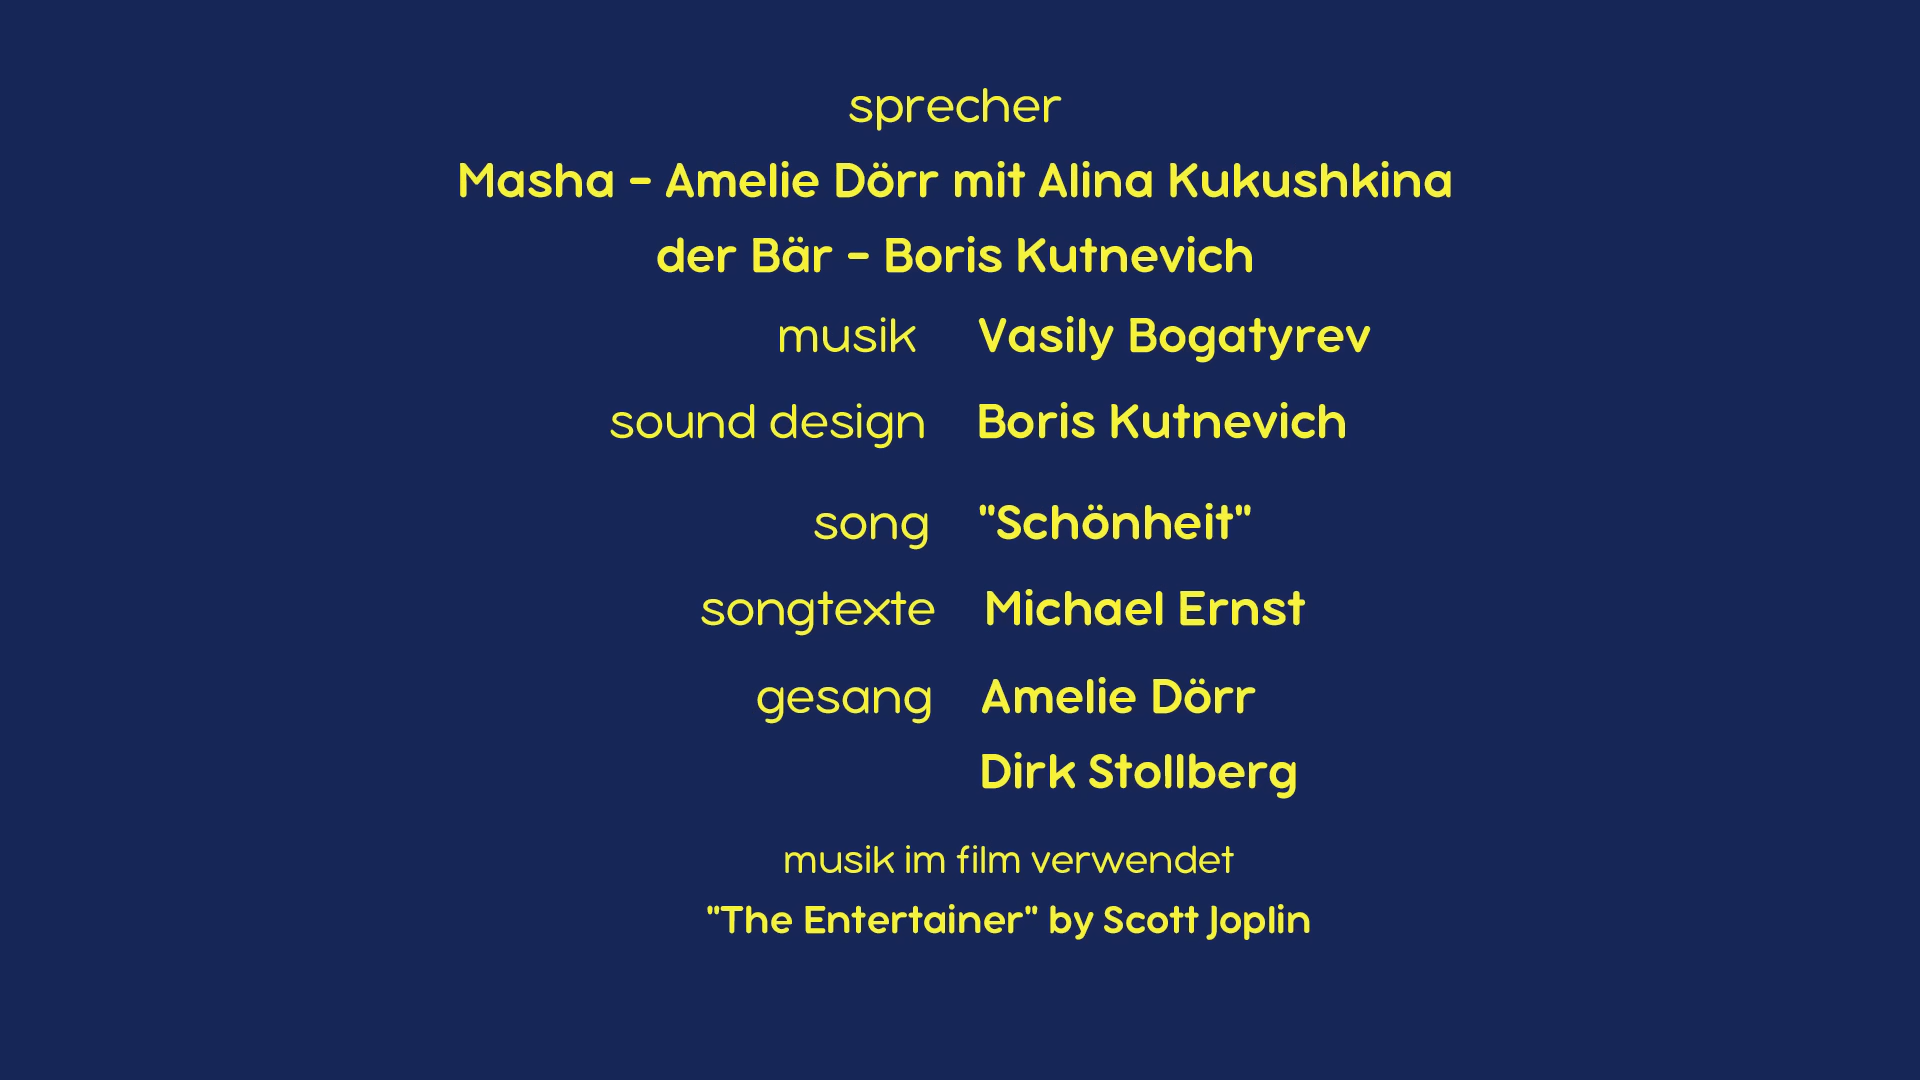 sprecher
Masha - Amelie Dörr mit Alina Kukushkina
der Bär - Boris Kutnevich
musik Vasily Bogatyrev
sound design Boris Kutnevich
song "Schönheit"
songtexte Michael Ernst
gesang Amelie Dörr
Dirk Stollberg
musik im film verwendet
"The Entertainer" by Scott Joplin